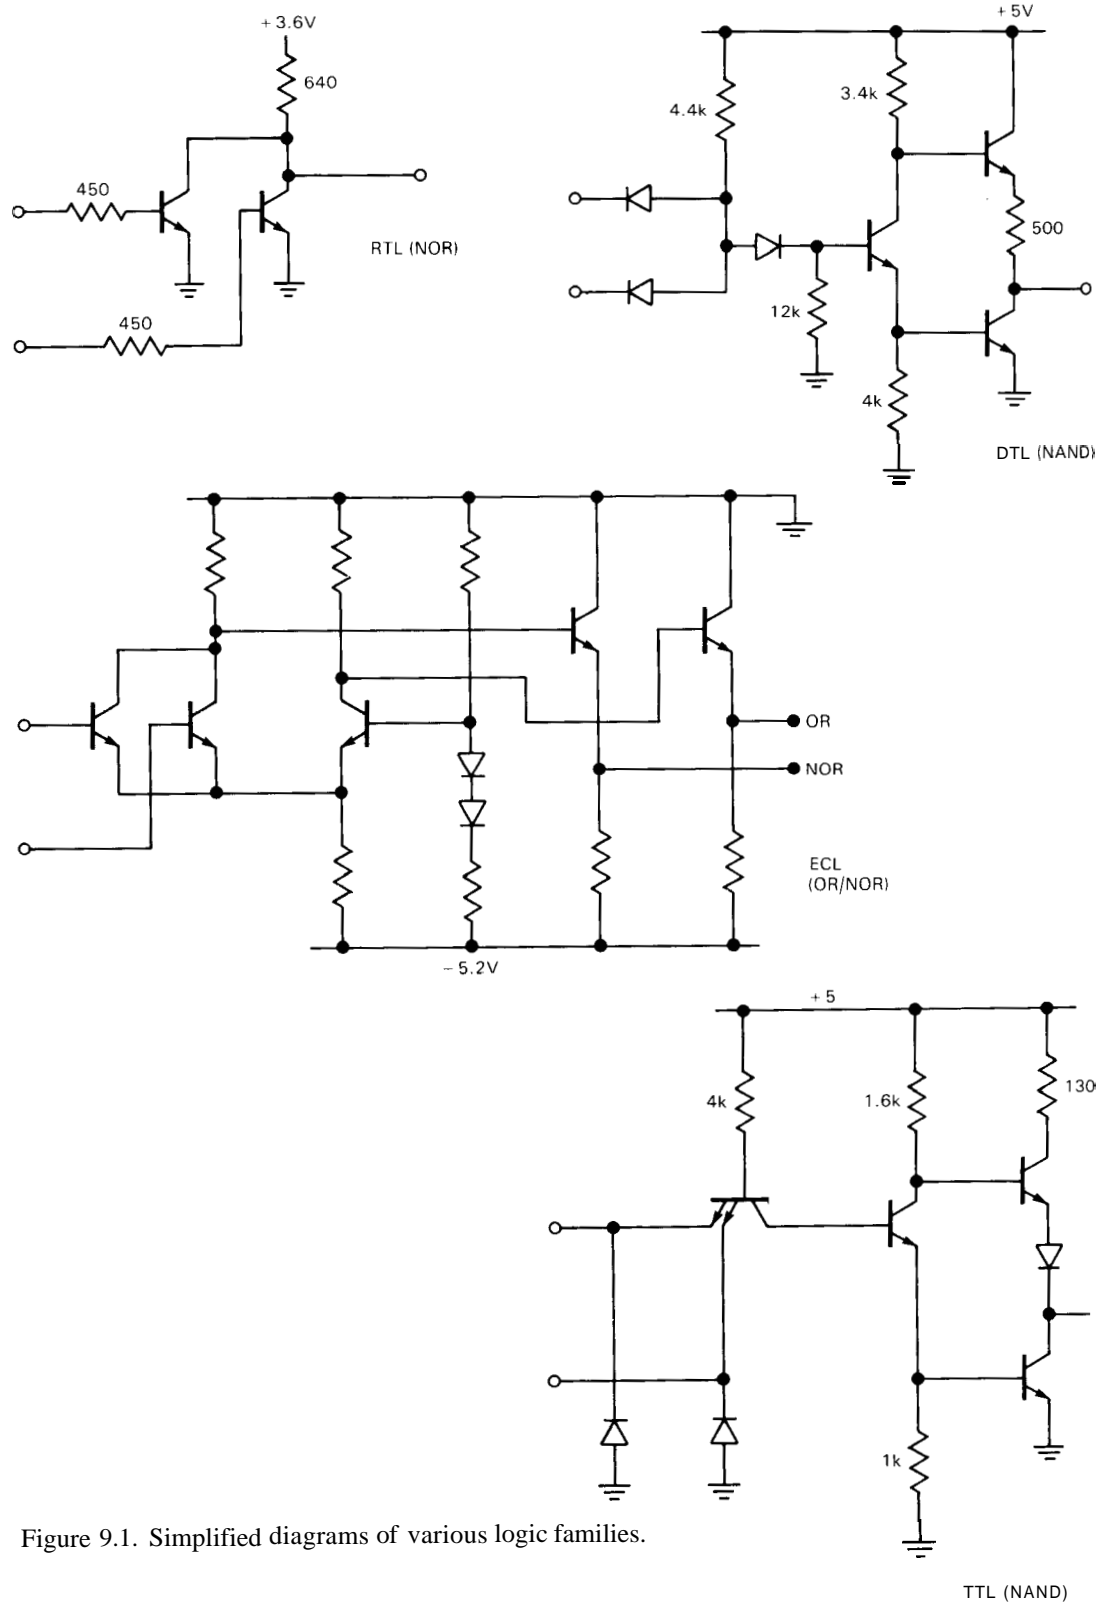 + 3.6V
640
450
RTL (NOR)
450
+ 5V
4.4k
3.4k
500
12k
4k
DTL (NAND)
OR
NOR
ECL
(OR/NOR)
− 5.2V
+ 5
4k
1.6k
130
1k
Figure 9.1. Simplified diagrams of various logic families.
TTL (NAND)